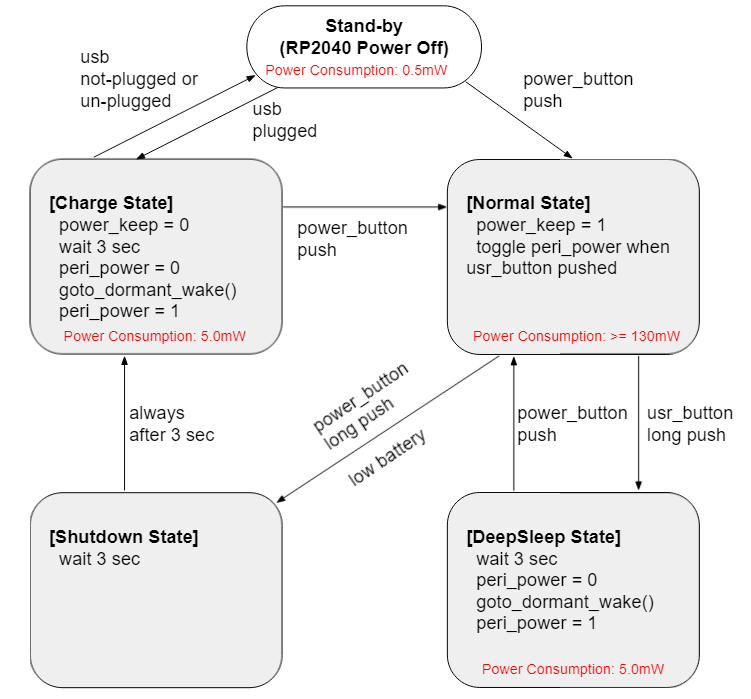 Stand-by
(RP2040 Power Off)
Power Consumption: 0.5mW
usb
not-plugged or
un-plugged
usb
plugged
power_button
push
[Charge State]
power_keep = 0
wait 3 sec
peri_power = 0
goto_dormant_wake()
peri_power = 1
Power Consumption: 5.0mW
power_button
push
[Normal State]
power_keep = 1
toggle peri_power when
usr_button pushed
Power Consumption: >= 130mW
always
after 3 sec
power_button
long push
low battery
power_button
push
usr_button
long push
[Shutdown State]
wait 3 sec
[DeepSleep State]
wait 3 sec
peri_power = 0
goto_dormant_wake()
peri_power = 1
Power Consumption: 5.0mW